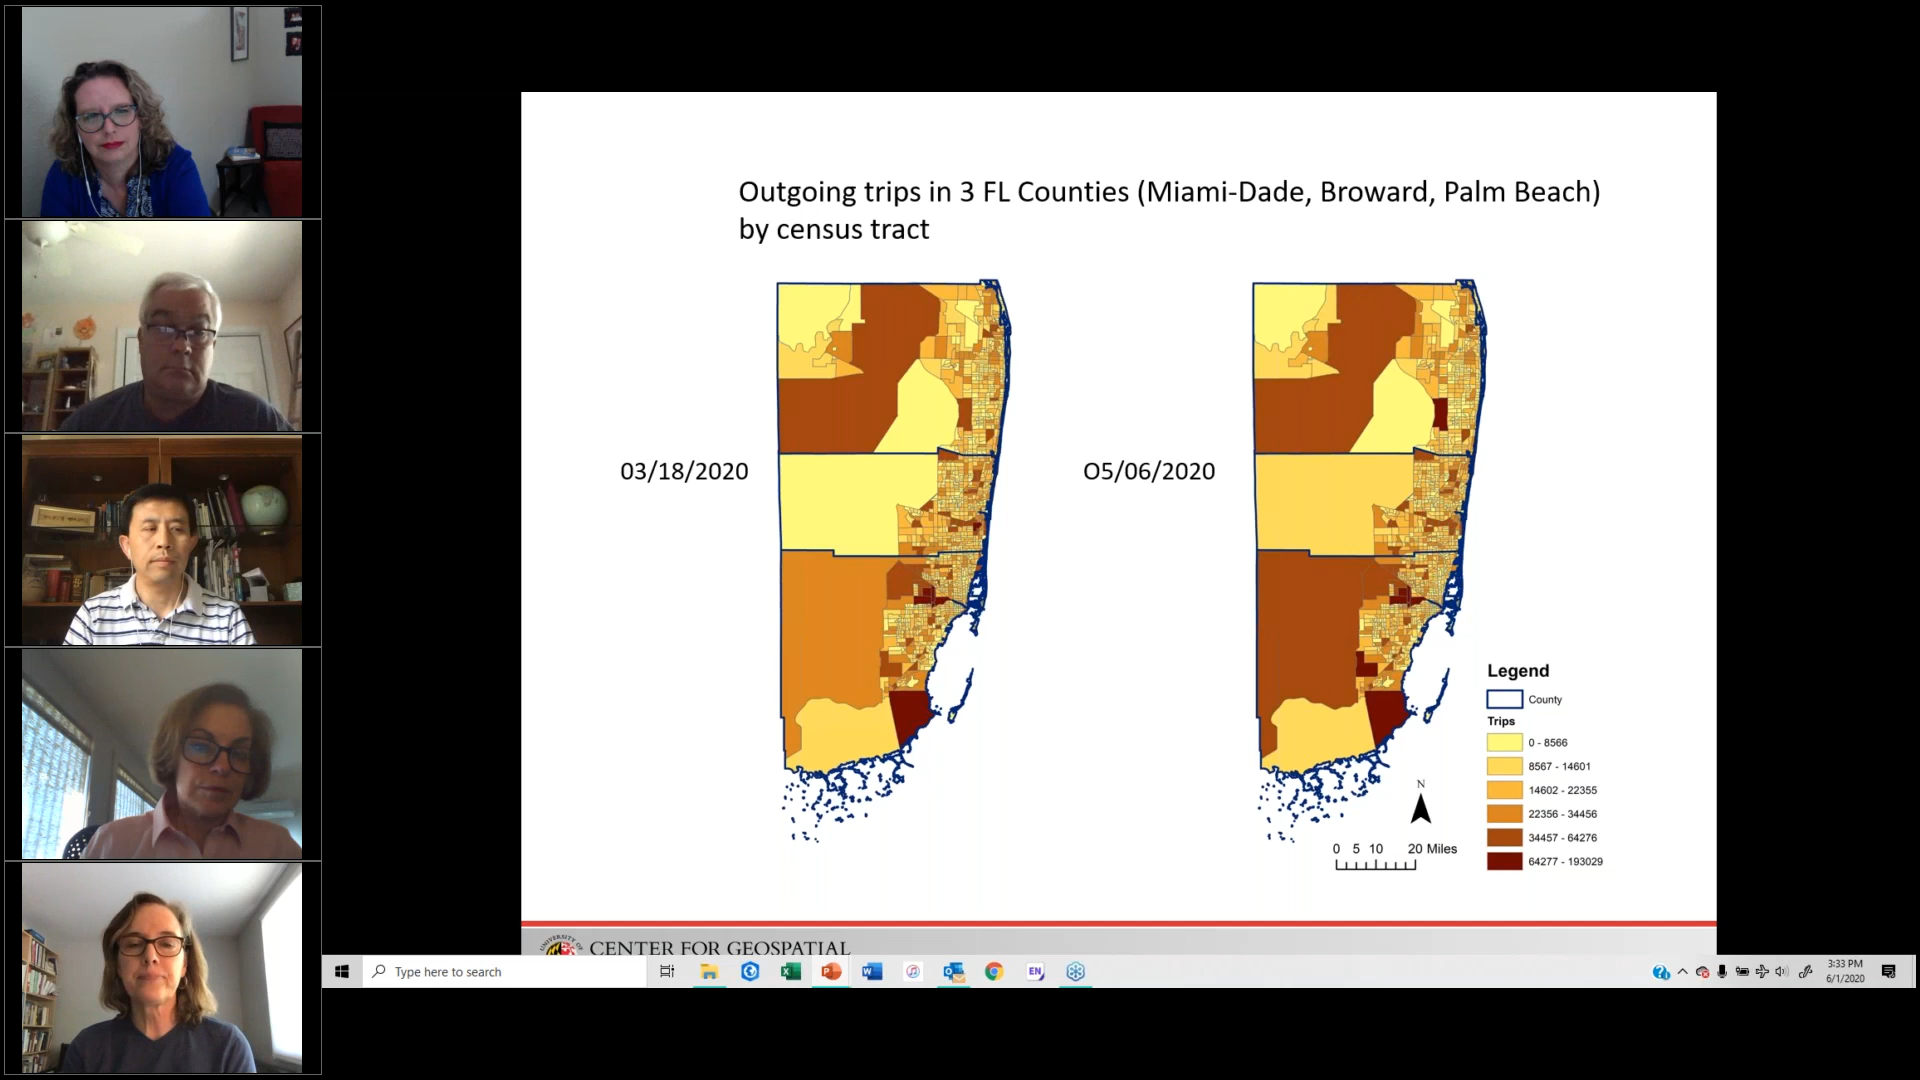 Outgoing trips in 3 FL Counties (Miami-Dade, Broward, Palm Beach)
by census tract
03/18/2020
O5/06/2020
Legend
County
Trips
0 - 8566
8567 - 14601
14602 - 22355
22356 - 34456
34457 - 64276
64277 - 193029
N
0 5 10 20 Miles
UNIVERSITY OF
CENTER FOR GEOSPATIAL
Type here to search
EN
3:33 PM
6/1/2020